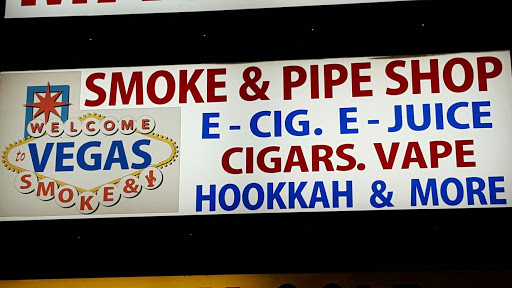 SMOKE & PIPE SHOP
E - CIG. E - JUICE
CIGARS. VAPE
HOOKKAH & MORE
WELCOME
to VEGAS
SMOKE &